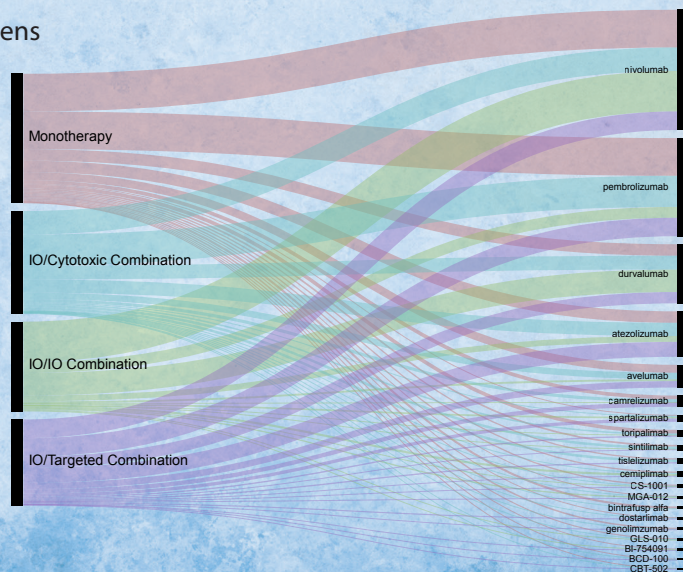 ens
Monotherapy
IO/Cytotoxic Combination
IO/IO Combination
IO/Targeted Combination
nivolumab
pembrolizumab
durvalumab
atezolizumab
avelumab
camrelizumab
spartalizumab
toripalimab
sintilimab
tislelizumab
cemiplimab
CS-1001
MGA-012
bintrafusp alfa
dostarlimab
genolimzumab
GLS-010
BI-754091
BCD-100
CBT-502